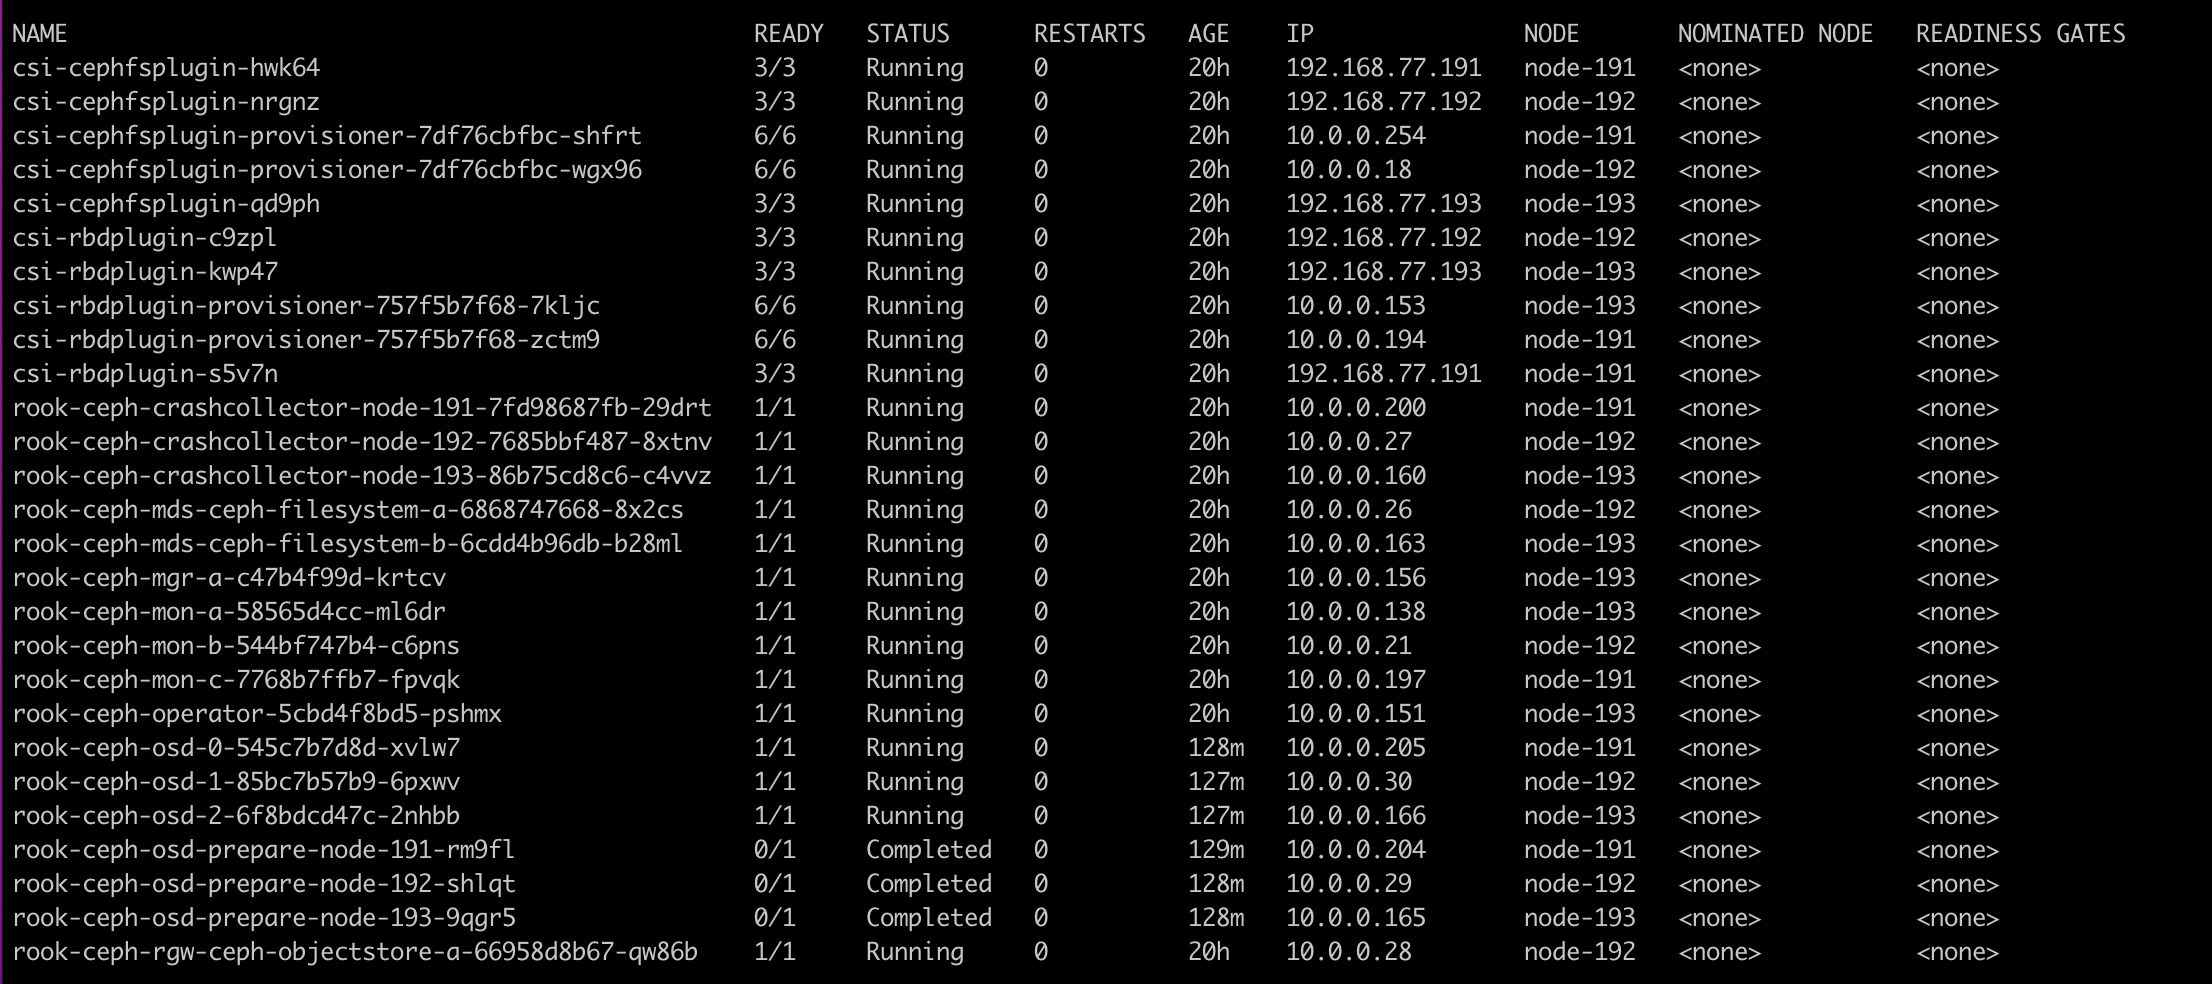 NAME READY STATUS RESTARTS AGE IP NODE NOMINATED NODE READINESS GATES
csi-cephfsplugin-hwk64 3/3 Running 0 20h 192.168.77.191 node-191 <none> <none>
csi-cephfsplugin-nrgnz 3/3 Running 0 20h 192.168.77.192 node-192 <none> <none>
csi-cephfsplugin-provisioner-7df76cbfbc-shfrt 6/6 Running 0 20h 10.0.0.254 node-191 <none> <none>
csi-cephfsplugin-provisioner-7df76cbfbc-wgx96 6/6 Running 0 20h 10.0.0.18 node-192 <none> <none>
csi-cephfsplugin-qd9ph 3/3 Running 0 20h 192.168.77.193 node-193 <none> <none>
csi-rbdplugin-c9zpl 3/3 Running 0 20h 192.168.77.192 node-192 <none> <none>
csi-rbdplugin-kwp47 3/3 Running 0 20h 192.168.77.193 node-193 <none> <none>
csi-rbdplugin-provisioner-757f5b7f68-7kljc 6/6 Running 0 20h 10.0.0.153 node-193 <none> <none>
csi-rbdplugin-provisioner-757f5b7f68-zctm9 6/6 Running 0 20h 10.0.0.194 node-191 <none> <none>
csi-rbdplugin-s5v7n 3/3 Running 0 20h 192.168.77.191 node-191 <none> <none>
rook-ceph-crashcollector-node-191-7fd98687fb-29drt 1/1 Running 0 20h 10.0.0.200 node-191 <none> <none>
rook-ceph-crashcollector-node-192-7685bbf487-8xtnv 1/1 Running 0 20h 10.0.0.27 node-192 <none> <none>
rook-ceph-crashcollector-node-193-86b75cd8c6-c4vvz 1/1 Running 0 20h 10.0.0.160 node-193 <none> <none>
rook-ceph-mds-ceph-filesystem-a-6868747668-8x2cs 1/1 Running 0 20h 10.0.0.26 node-192 <none> <none>
rook-ceph-mds-ceph-filesystem-b-6cdd4b96db-b28ml 1/1 Running 0 20h 10.0.0.163 node-193 <none> <none>
rook-ceph-mgr-a-c47b4f99d-krtcv 1/1 Running 0 20h 10.0.0.156 node-193 <none> <none>
rook-ceph-mon-a-58565d4cc-ml6dr 1/1 Running 0 20h 10.0.0.138 node-193 <none> <none>
rook-ceph-mon-b-544bf747b4-c6pns 1/1 Running 0 20h 10.0.0.21 node-192 <none> <none>
rook-ceph-mon-c-7768b7ffb7-fpvqk 1/1 Running 0 20h 10.0.0.197 node-191 <none> <none>
rook-ceph-operator-5cbd4f8bd5-pshmx 1/1 Running 0 20h 10.0.0.151 node-193 <none> <none>
rook-ceph-osd-0-545c7b7d8d-xvlw7 1/1 Running 0 128m 10.0.0.205 node-191 <none> <none>
rook-ceph-osd-1-85bc7b57b9-6pxwv 1/1 Running 0 127m 10.0.0.30 node-192 <none> <none>
rook-ceph-osd-2-6f8bdcd47c-2nhbb 1/1 Running 0 127m 10.0.0.166 node-193 <none> <none>
rook-ceph-osd-prepare-node-191-rm9fl 0/1 Completed 0 129m 10.0.0.204 node-191 <none> <none>
rook-ceph-osd-prepare-node-192-shlqt 0/1 Completed 0 128m 10.0.0.29 node-192 <none> <none>
rook-ceph-osd-prepare-node-193-9qgr5 0/1 Completed 0 128m 10.0.0.165 node-193 <none> <none>
rook-ceph-rgw-ceph-objectstore-a-66958d8b67-qw86b 1/1 Running 0 20h 10.0.0.28 node-192 <none> <none>